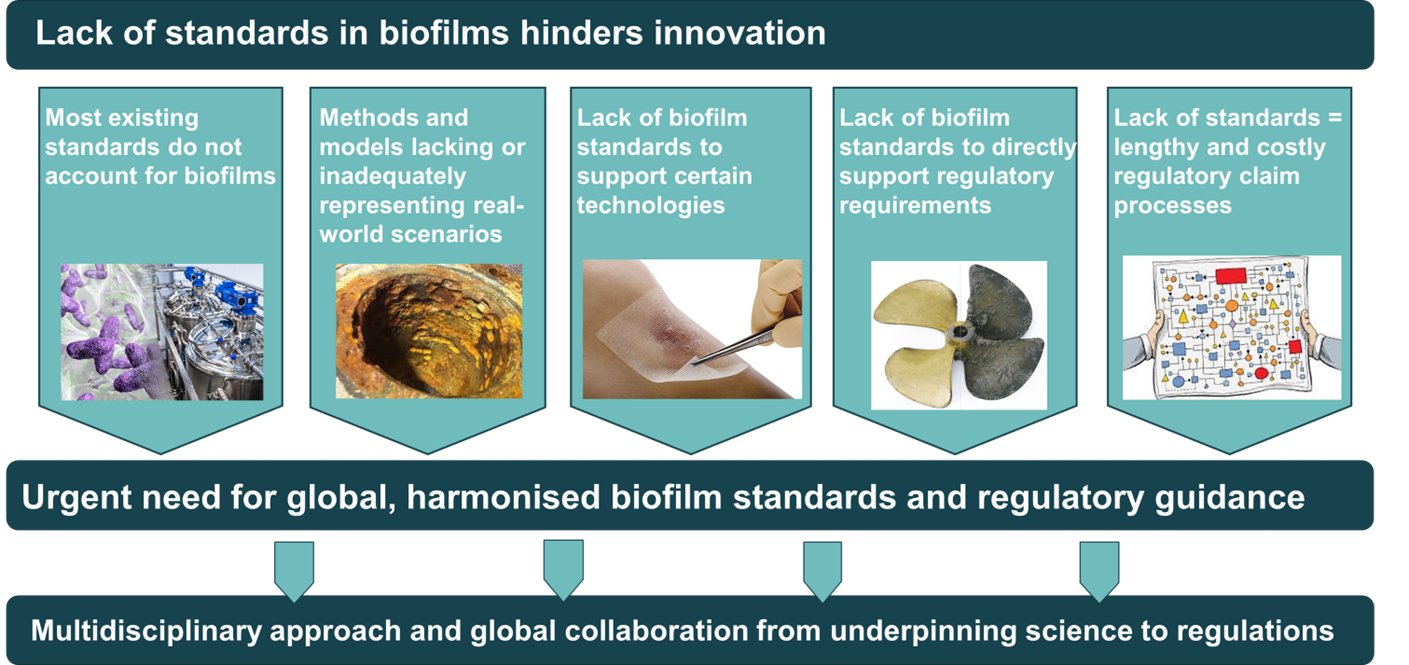 Lack of standards in biofilms hinders innovation
Most existing
standards do not
account for biofilms
Methods and
models lacking or
inadequately
representing real-
world scenarios
Lack of biofilm
standards to
support certain
technologies
Lack of biofilm
standards to directly
support regulatory
requirements
Lack of standards =
lengthy and costly
regulatory claim
processes
Urgent need for global, harmonised biofilm standards and regulatory guidance
Multidisciplinary approach and global collaboration from underpinning science to regulations